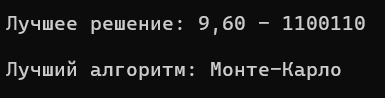 Лучшее решение: 9,60 - 1100110
Лучший алгоритм: Монте-Карло